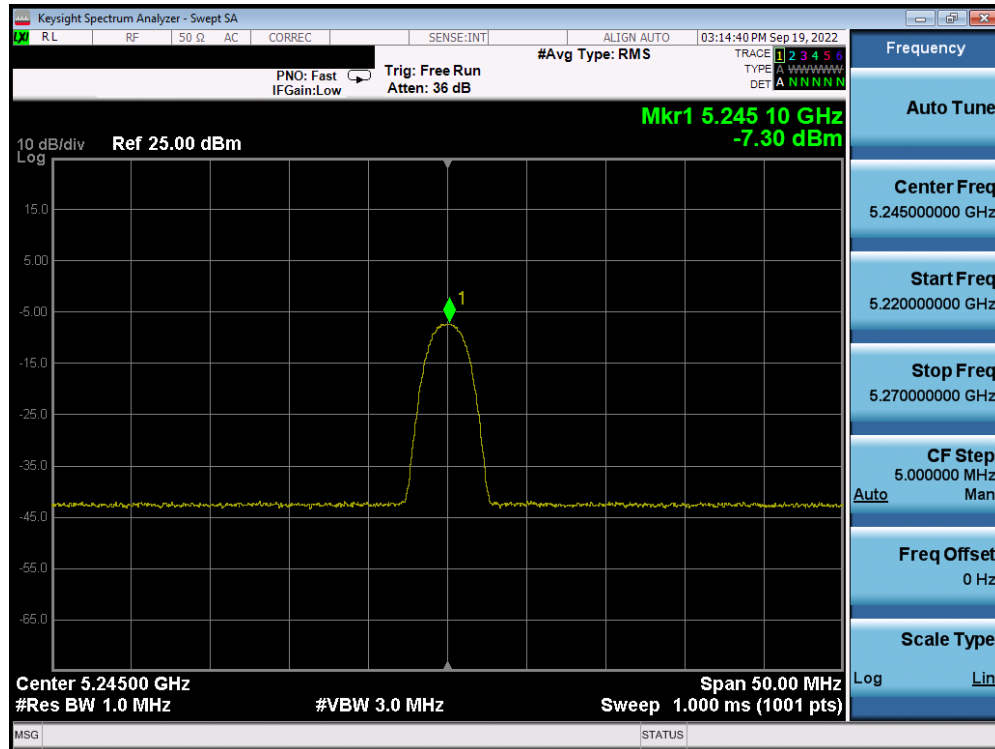 Keysight Spectrum Analyzer - Swept SA
LXI RL RF 50 Ω AC CORREC SENSE:INT ALIGN AUTO 03:14:40 PM Sep 19, 2022
#Avg Type: RMS
TRACE 1 2 3 4 5 6
TYPE A WWWWW
DET A N N N N N
PNO: Fast
IFGain:Low
Trig: Free Run
Atten: 36 dB
Mkr1 5.245 10 GHz
-7.30 dBm
10 dB/div Ref 25.00 dBm
Log
15.0
5.00
-5.00
-15.0
-25.0
-35.0
-45.0
-55.0
-65.0
1
Center 5.24500 GHz Span 50.00 MHz
#Res BW 1.0 MHz #VBW 3.0 MHz Sweep 1.000 ms (1001 pts)
MSG STATUS
Frequency
Auto Tune
Center Freq
5.245000000 GHz
Start Freq
5.220000000 GHz
Stop Freq
5.270000000 GHz
CF Step
5.000000 MHz
Auto Man
Freq Offset
0 Hz
Scale Type
Log Lin